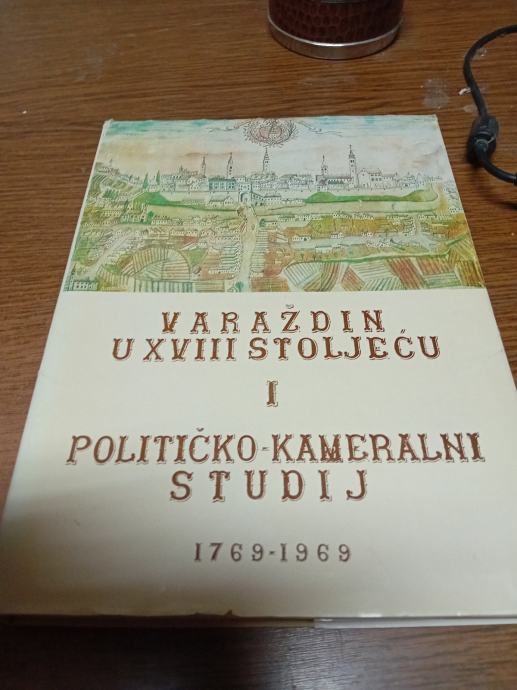 VARAŽDIN
U XVIII STOLJEĆU
I
POLITIČKO-KAMERALNI
STUDIJ
1769-1969